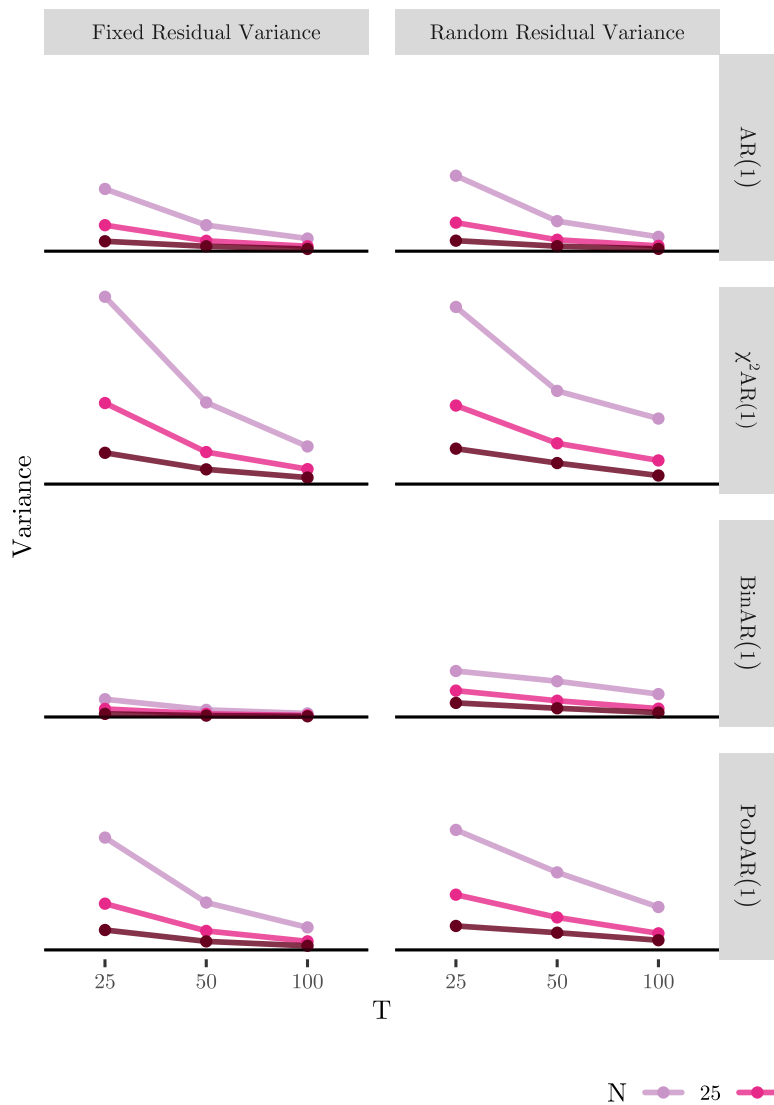 Fixed Residual Variance
Random Residual Variance
AR(1)
χ²AR(1)
BinAR(1)
PoDAR(1)
Variance
25 50 100
25 50 100
T
N 25